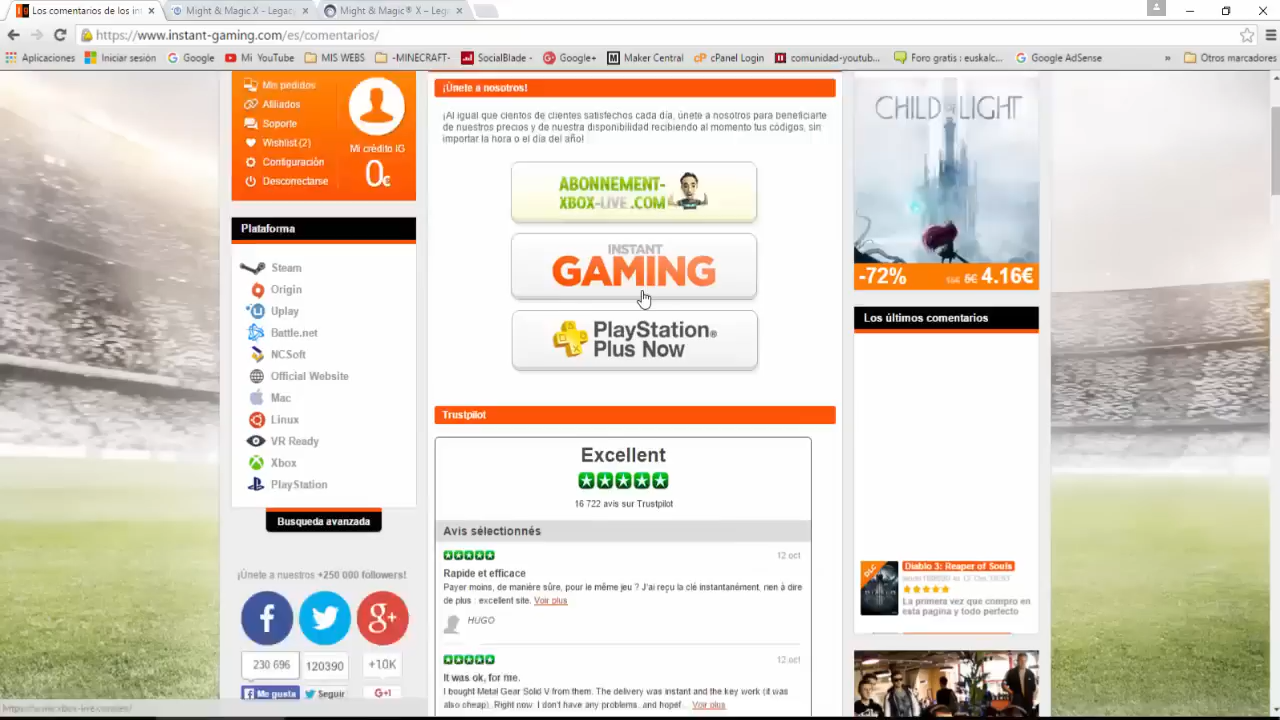 Los comentarios de los in
Might & Magic X - Legac
Might & Magic® X – Leg
https://www.instant-gaming.com/es/comentarios/
Aplicaciones
Iniciar sesión
Google
Mi YouTube
MIS WEBS
-MINECRAFT-
SocialBlade -
Google+
Maker Central
cPanel Login
comunidad-youtub...
Foro gratis : euskalc...
Google AdSense
»
Otros marcadores
Mis pedidos
Afiliados
Soporte
Wishlist (2)
Configuración
Desconectarse
Mi crédito IG
0€
Plataforma
Steam
Origin
Uplay
Battle.net
NCSoft
Official Website
Mac
Linux
VR Ready
Xbox
PlayStation
Busqueda avanzada
¡Únete a nuestros +250 000 followers!
230 696
120390
+10K
Me gusta
Seguir
+1
¡Únete a nosotros!
¡Al igual que cientos de clientes satisfechos cada día, únete a nosotros para beneficiarte
de nuestros precios y de nuestra disponibilidad recibiendo al momento tus códigos, sin
importar la hora o el día del año!
ABONNEMENT-
XBOX-LIVE.COM
INSTANT
GAMING
PlayStation®
Plus Now
Trustpilot
Excellent
16 722 avis sur Trustpilot
Avis sélectionnés
12 oct
Rapide et efficace
Payer moins, de manière sûre, pour le même jeu ? J'ai reçu la clé instantanément, rien à dire
de plus : excellent site. Voir plus
HUGO
12 oct
It was ok, for me.
I bought Metal Gear Solid V from them. The delivery was instant and the key work (it was
also cheap). Right now, I don't have any problems, and hopef... Voir plus
CHILD OF LIGHT
-72% 4.16€
Los últimos comentarios
DLC
Diablo 3: Reaper of Souls
La primera vez que compro en
esta pagina y todo perfecto